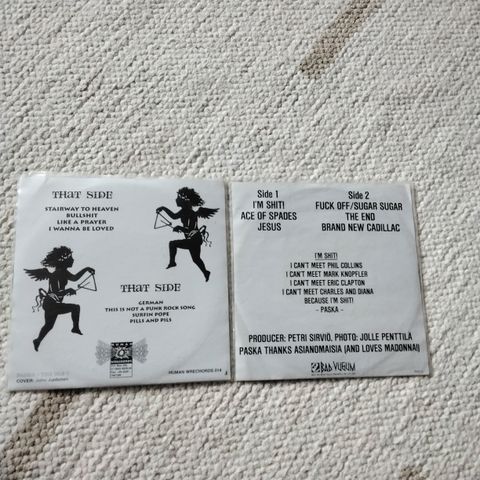 THAT SIDE
STAIRWAY TO HEAVEN
BULLSHIT
LIKE A PRAYER
I WANNA BE LOVED
THAT SIDE
GERMAN
THIS IS NOT A PUNK ROCK SONG
SURFIN POPE
PILLS AND PILS
COVER:
HUMAN WRECHORDS 014
Side 1
I'M SHIT!
ACE OF SPADES
JESUS
Side 2
FUCK OFF/SUGAR SUGAR
THE END
BRAND NEW CADILLAC
I'M SHIT!
I CAN'T MEET PHIL COLLINS
I CAN'T MEET MARK KNOPFLER
I CAN'T MEET ERIC CLAPTON
I CAN'T MEET CHARLES AND DIANA
BECAUSE I'M SHIT!
- PASKA -
PRODUCER: PETRI SIRVIÖ, PHOTO: JOLLE PENTTILÄ
PASKA THANKS ASIANOMAISIA (AND LOVES MADONNA!)
BAD VUGUM